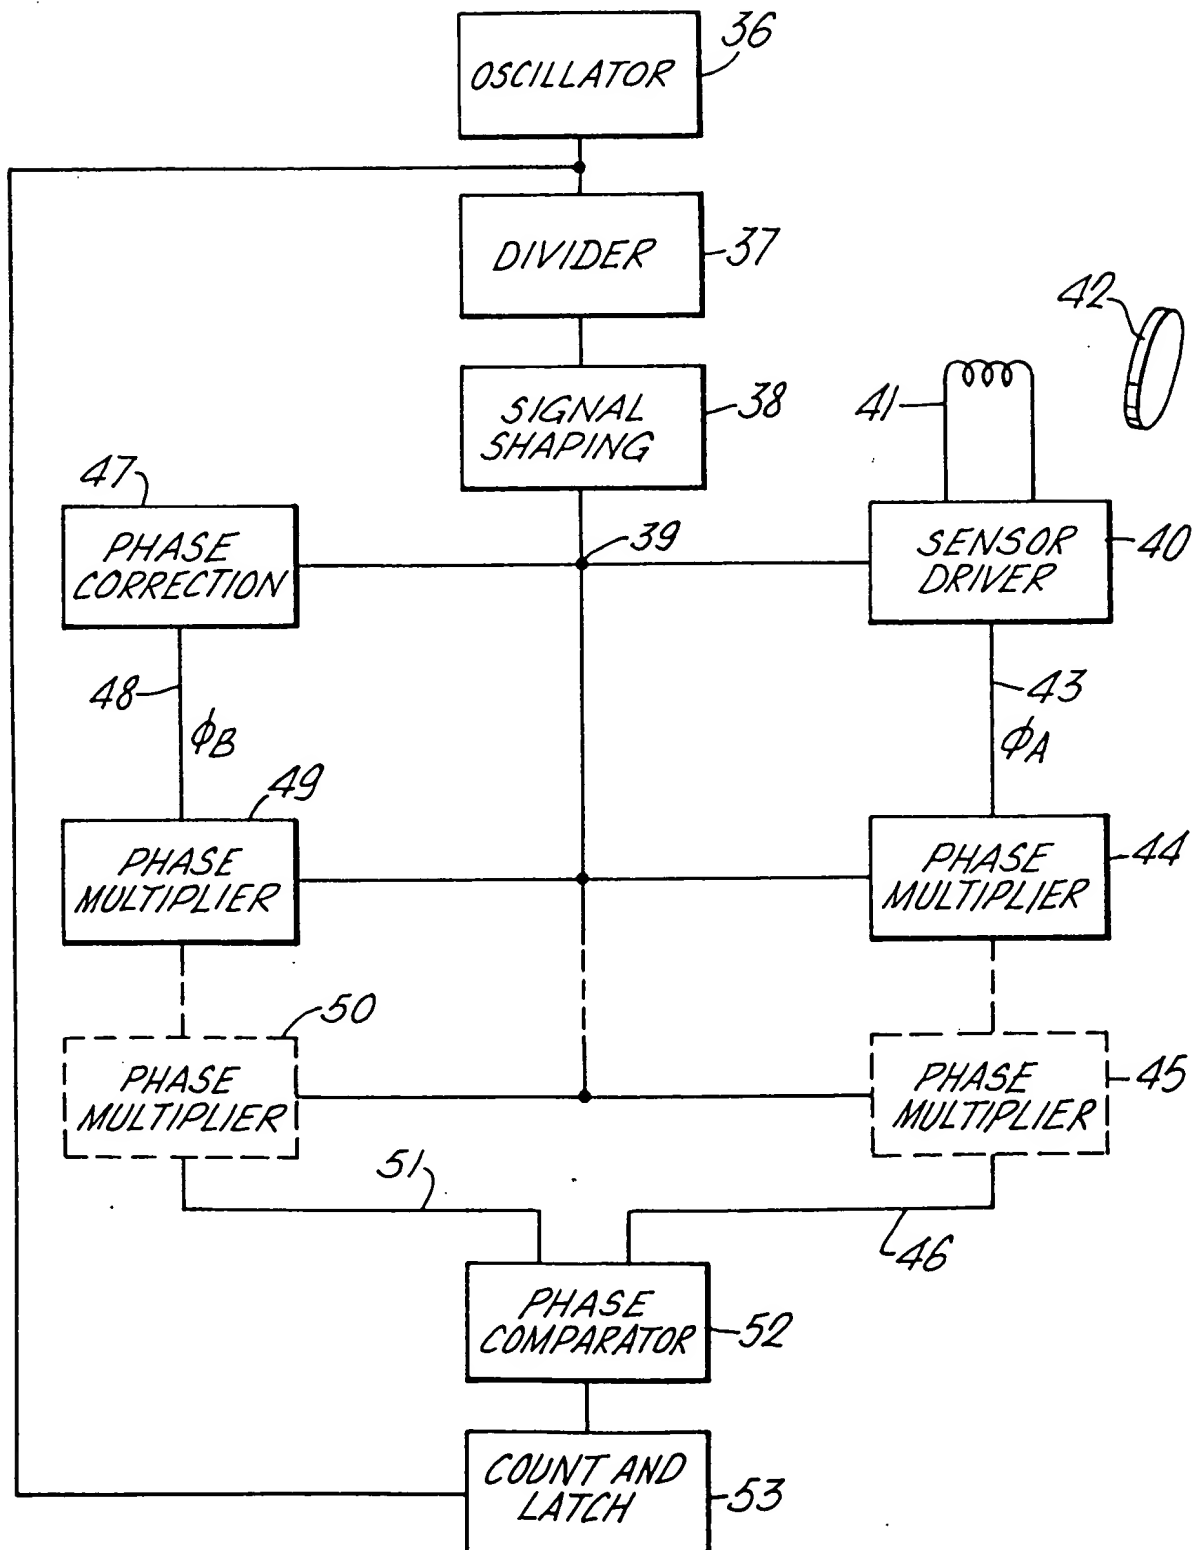 36
OSCILLATOR
DIVIDER
37
42
SIGNAL
SHAPING
38
41
47
PHASE
CORRECTION
39
SENSOR
DRIVER
40
48
ϕB
43
ϕA
49
PHASE
MULTIPLIER
PHASE
MULTIPLIER
44
50
PHASE
MULTIPLIER
PHASE
MULTIPLIER
45
51
46
PHASE
COMPARATOR
52
COUNT AND
LATCH
53